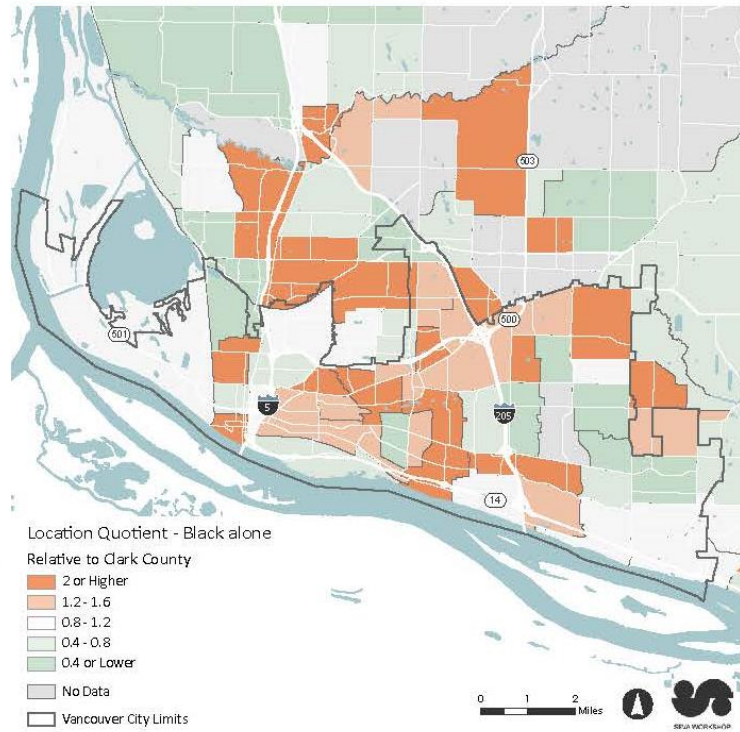 503
501
500
5
205
14
Location Quotient - Black alone
Relative to Clark County
2 or Higher
1.2 - 1.6
0.8 - 1.2
0.4 - 0.8
0.4 or Lower
No Data
Vancouver City Limits
0 1 2
Miles
SEVA WORKSHOP